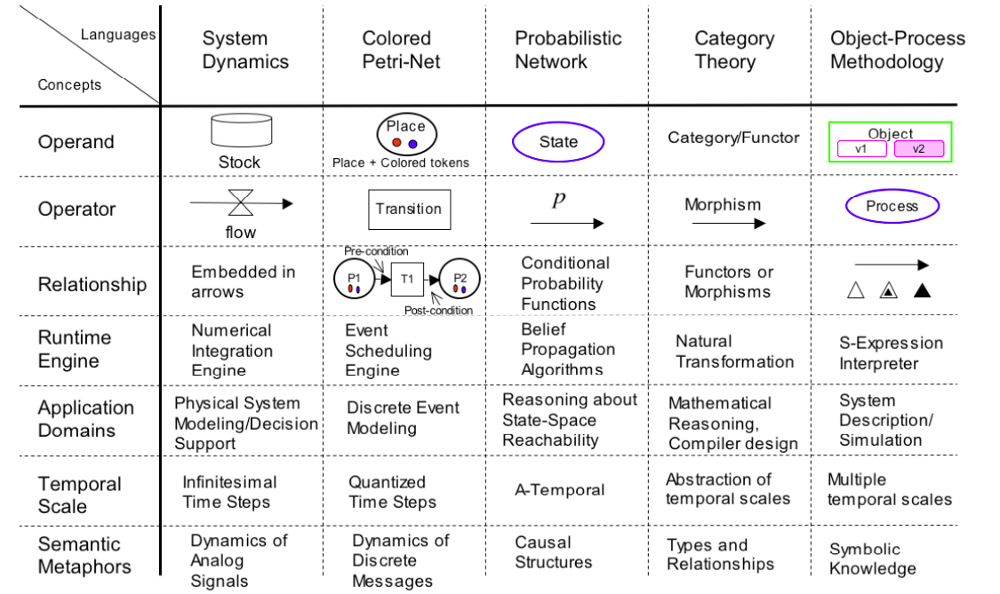 Languages
Concepts
System
Dynamics
Colored
Petri-Net
Probabilistic
Network
Category
Theory
Object-Process
Methodology
Operand
Stock
Place
Place + Colored tokens
State
Category/Functor
Object
v1
v2
Operator
flow
Transition
p
Morphism
Process
Relationship
Embedded in
arrows
Pre-condition
P1
T1
P2
Post-condition
Conditional
Probability
Functions
Functors or
Morphisms
Runtime
Engine
Numerical
Integration
Engine
Event
Scheduling
Engine
Belief
Propagation
Algorithms
Natural
Transformation
S-Expression
Interpreter
Application
Domains
Physical System
Modeling/Decision
Support
Discrete Event
Modeling
Reasoning about
State-Space
Reachability
Mathematical
Reasoning,
Compiler design
System
Description/
Simulation
Temporal
Scale
Infinitesimal
Time Steps
Quantized
Time Steps
A-Temporal
Abstraction of
temporal scales
Multiple
temporal scales
Semantic
Metaphors
Dynamics of
Analog
Signals
Dynamics of
Discrete
Messages
Causal
Structures
Types and
Relationships
Symbolic
Knowledge